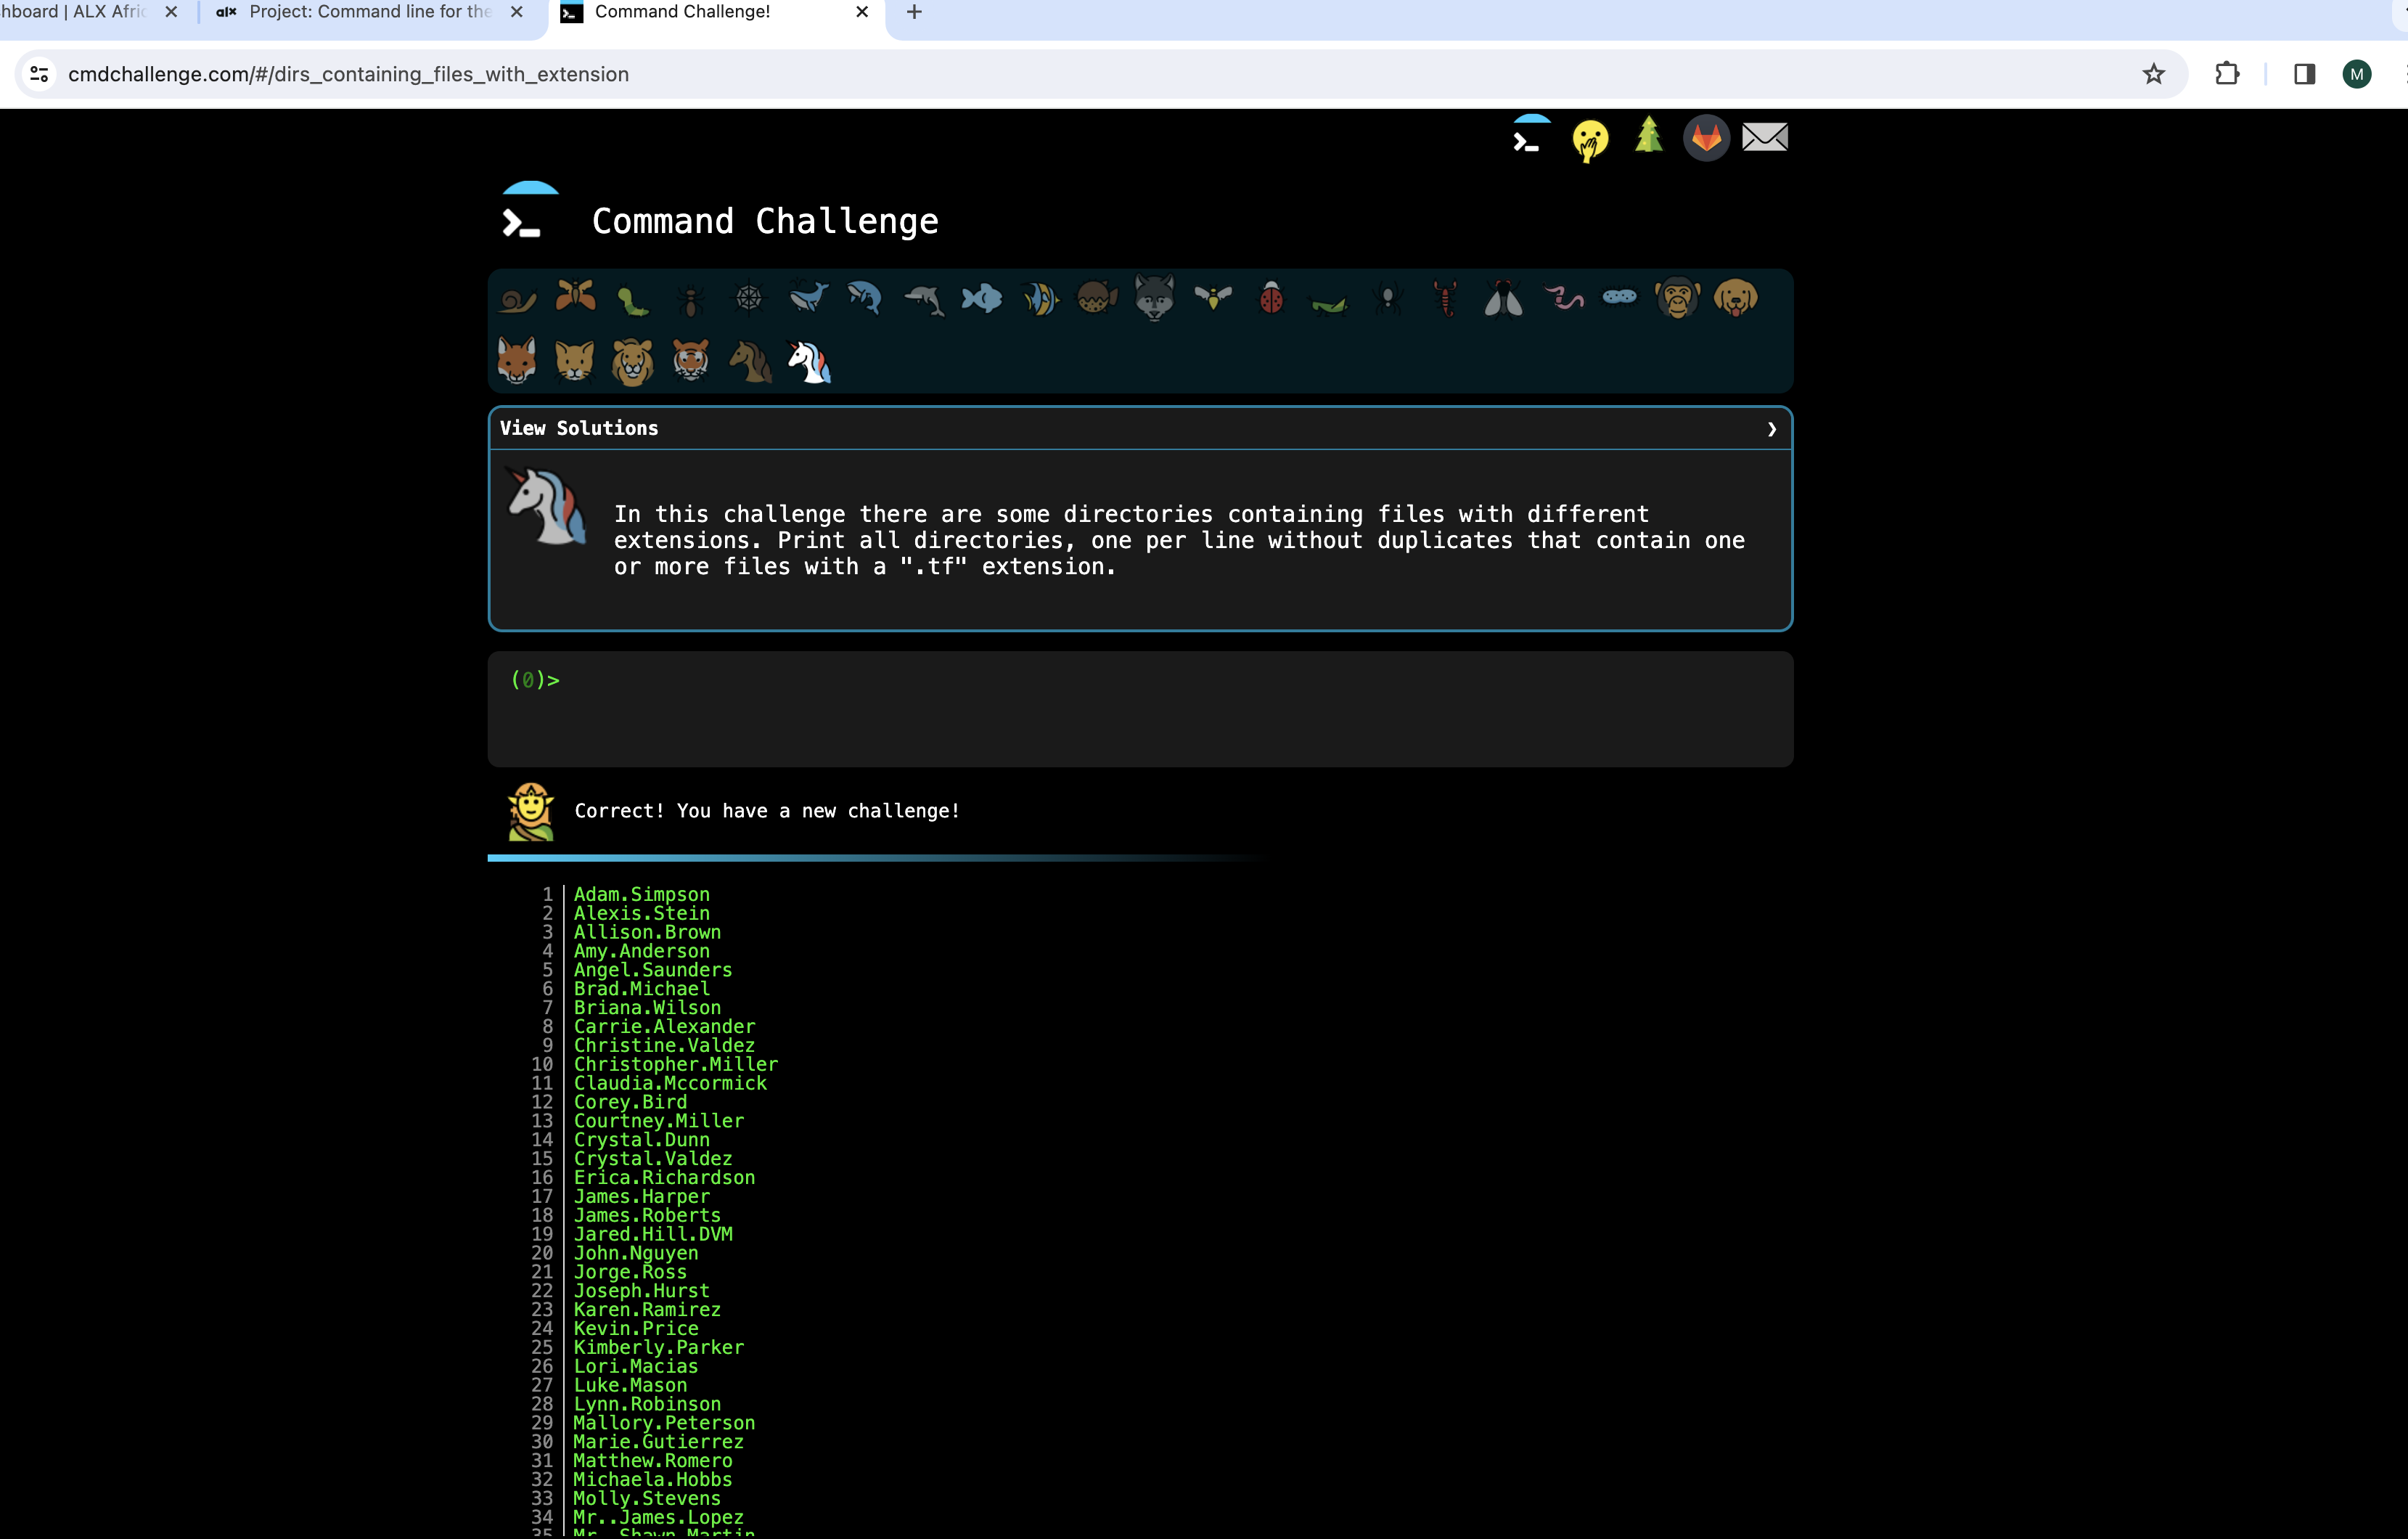 hboard | ALX Afri
alx Project: Command line for the
Command Challenge!
cmdchallenge.com/#/dirs_containing_files_with_extension
M
Command Challenge
View Solutions
In this challenge there are some directories containing files with different
extensions. Print all directories, one per line without duplicates that contain one
or more files with a ".tf" extension.
(0)>
Correct! You have a new challenge!
1 Adam.Simpson
2 Alexis.Stein
3 Allison.Brown
4 Amy.Anderson
5 Angel.Saunders
6 Brad.Michael
7 Briana.Wilson
8 Carrie.Alexander
9 Christine.Valdez
10 Christopher.Miller
11 Claudia.Mccormick
12 Corey.Bird
13 Courtney.Miller
14 Crystal.Dunn
15 Crystal.Valdez
16 Erica.Richardson
17 James.Harper
18 James.Roberts
19 Jared.Hill.DVM
20 John.Nguyen
21 Jorge.Ross
22 Joseph.Hurst
23 Karen.Ramirez
24 Kevin.Price
25 Kimberly.Parker
26 Lori.Macias
27 Luke.Mason
28 Lynn.Robinson
29 Mallory.Peterson
30 Marie.Gutierrez
31 Matthew.Romero
32 Michaela.Hobbs
33 Molly.Stevens
34 Mr..James.Lopez
35 Mr..Shawn.Martin